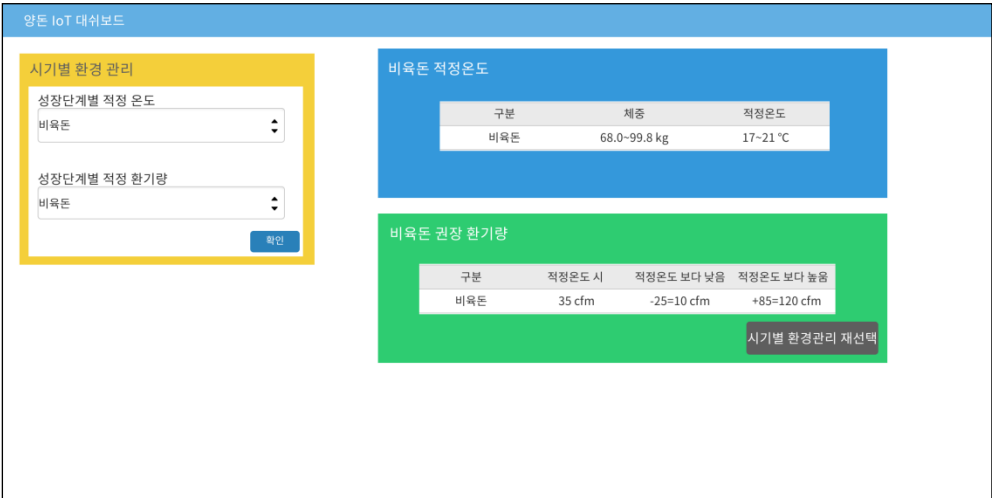 양돈 IoT 대쉬보드
시기별 환경 관리
성장단계별 적정 온도
비육돈
성장단계별 적정 환기량
비육돈
확인
비육돈 적정온도
구분 체중 적정온도
비육돈 68.0~99.8 kg 17~21 ℃
비육돈 권장 환기량
구분 적정온도 시 적정온도 보다 낮음 적정온도 보다 높움
비육돈 35 cfm -25=10 cfm +85=120 cfm
시기별 환경관리 재선택